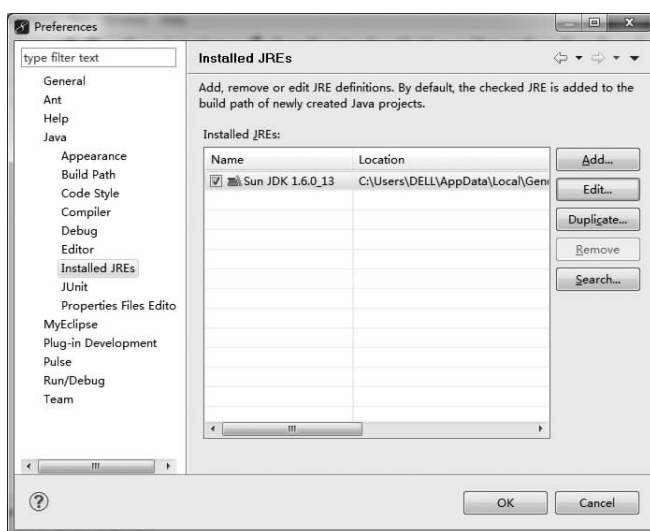 Preferences
type filter text
General
Ant
Help
Java
Appearance
Build Path
Code Style
Compiler
Debug
Editor
Installed JREs
JUnit
Properties Files Edito
MyEclipse
Plug-in Development
Pulse
Run/Debug
Team
Installed JREs
Add, remove or edit JRE definitions. By default, the checked JRE is added to the
build path of newly created Java projects.
Installed JREs:
Name Location
Sun JDK 1.6.0_13 C:\Users\DELL\AppData\Local\Genu
Add...
Edit...
Duplicate...
Remove
Search...
OK Cancel